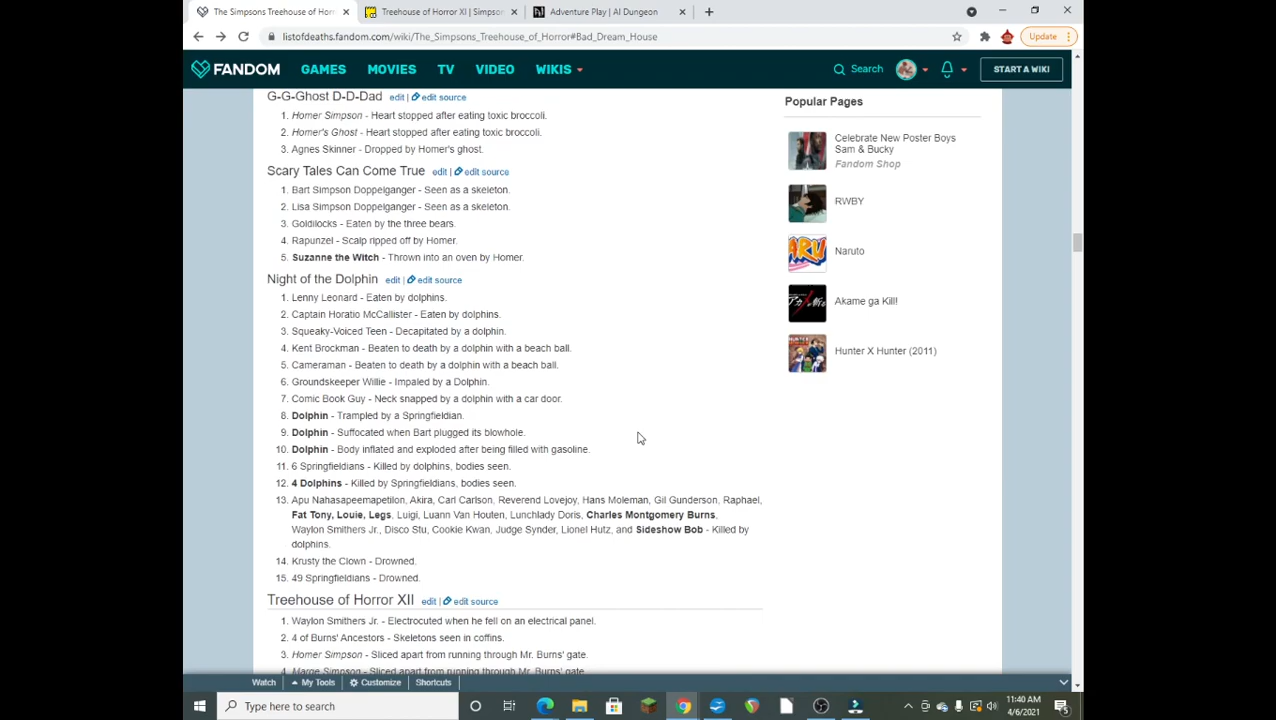 The Simpsons Treehouse of Horror
Treehouse of Horror XI | Simpson
Adventure Play | AI Dungeon
listofdeaths.fandom.com/wiki/The_Simpsons_Treehouse_of_Horror#Bad_Dream_House
Update
FANDOM GAMES MOVIES TV VIDEO WIKIS Search START A WIKI
G-G-Ghost D-D-Dad edit | edit source
1. Homer Simpson - Heart stopped after eating toxic broccoli.
2. Homer's Ghost - Heart stopped after eating toxic broccoli.
3. Agnes Skinner - Dropped by Homer's ghost.
Scary Tales Can Come True edit | edit source
1. Bart Simpson Doppelganger - Seen as a skeleton.
2. Lisa Simpson Doppelganger - Seen as a skeleton.
3. Goldilocks - Eaten by the three bears.
4. Rapunzel - Scalp ripped off by Homer.
5. Suzanne the Witch - Thrown into an oven by Homer.
Night of the Dolphin edit | edit source
1. Lenny Leonard - Eaten by dolphins.
2. Captain Horatio McCallister - Eaten by dolphins.
3. Squeaky-Voiced Teen - Decapitated by a dolphin.
4. Kent Brockman - Beaten to death by a dolphin with a beach ball.
5. Cameraman - Beaten to death by a dolphin with a beach ball.
6. Groundskeeper Willie - Impaled by a Dolphin.
7. Comic Book Guy - Neck snapped by a dolphin with a car door.
8. Dolphin - Trampled by a Springfieldian.
9. Dolphin - Suffocated when Bart plugged its blowhole.
10. Dolphin - Body inflated and exploded after being filled with gasoline.
11. 6 Springfieldians - Killed by dolphins, bodies seen.
12. 4 Dolphins - Killed by Springfieldians, bodies seen.
13. Apu Nahasapeemapetilon, Akira, Carl Carlson, Reverend Lovejoy, Hans Moleman, Gil Gunderson, Raphael,
Fat Tony, Louie, Legs, Luigi, Luann Van Houten, Lunchlady Doris, Charles Montgomery Burns,
Waylon Smithers Jr., Disco Stu, Cookie Kwan, Judge Synder, Lionel Hutz, and Sideshow Bob - Killed by
dolphins.
14. Krusty the Clown - Drowned.
15. 49 Springfieldians - Drowned.
Treehouse of Horror XII edit | edit source
1. Waylon Smithers Jr. - Electrocuted when he fell on an electrical panel.
2. 4 of Burns' Ancestors - Skeletons seen in coffins.
3. Homer Simpson - Sliced apart from running through Mr. Burns' gate.
4. Marge Simpson - Sliced apart from running through Mr. Burns' gate.
Popular Pages
Celebrate New Poster Boys
Sam & Bucky
Fandom Shop
RWBY
Naruto
Akame ga Kill!
Hunter X Hunter (2011)
Watch My Tools Customize Shortcuts
Type here to search
11:40 AM
4/6/2021
5